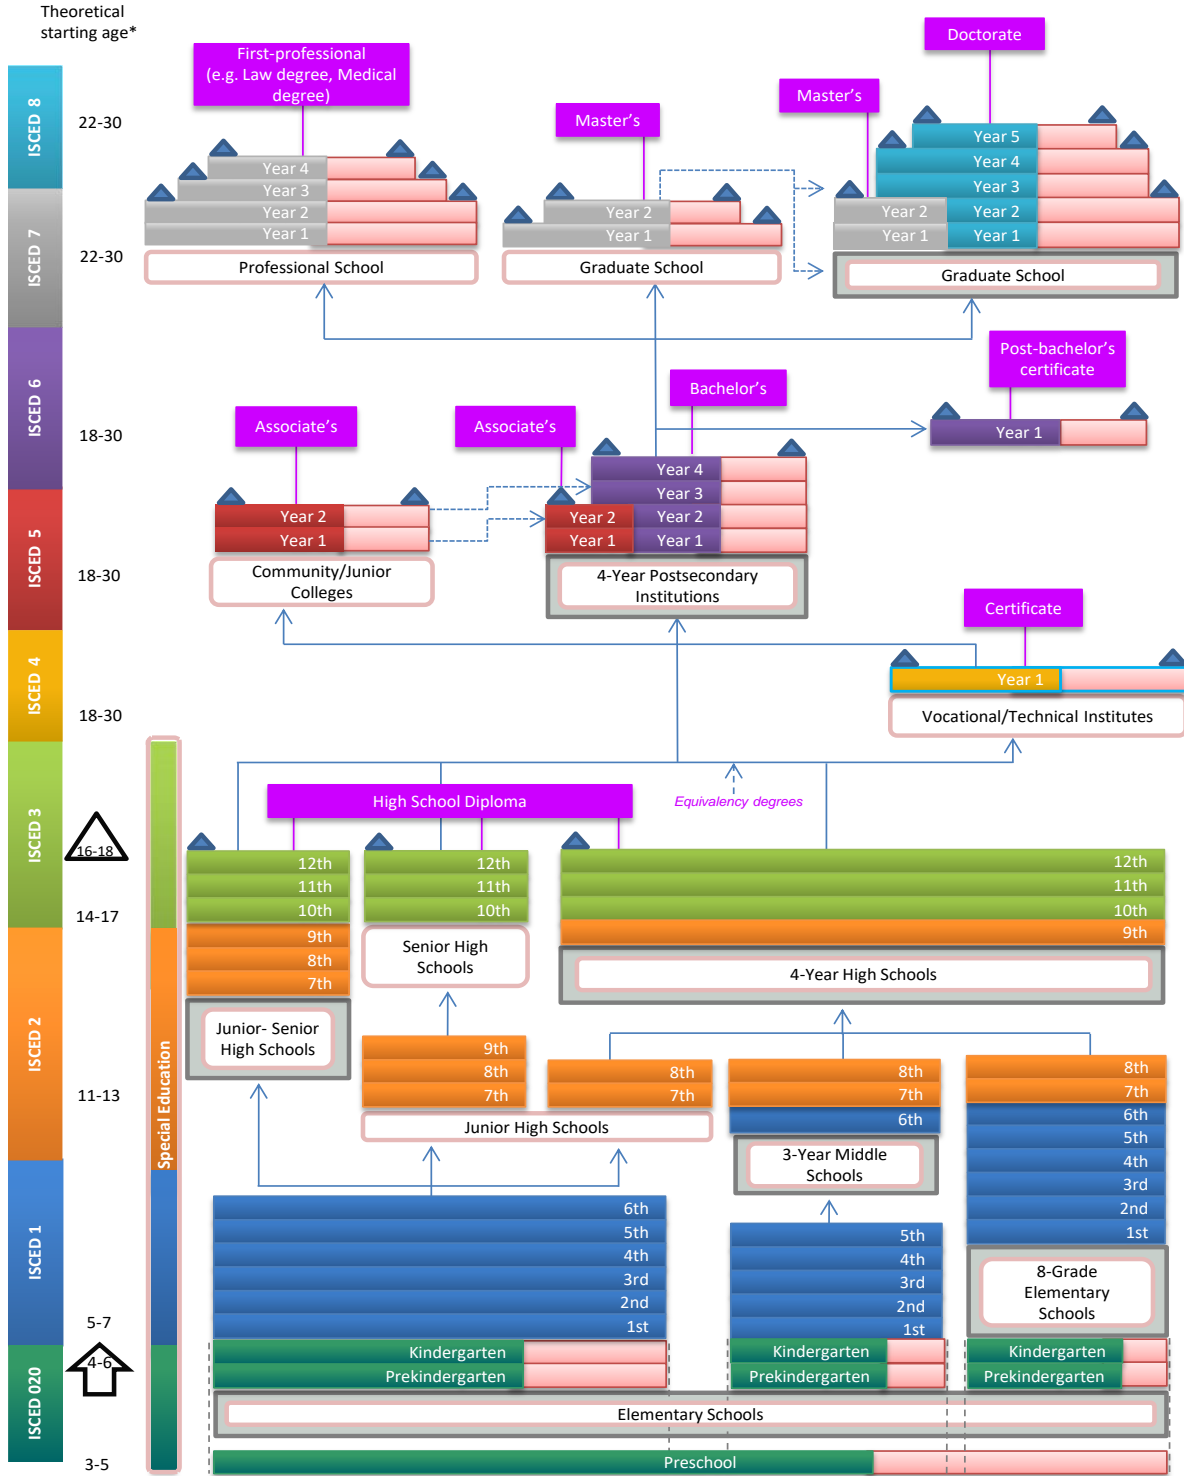 Theoretical
starting age*
First-professional
(e.g. Law degree, Medical
degree)
Master's
Doctorate
Master's
ISCED 8
22-30
Year 4
Year 3
Year 2
Year 1
Professional School
Year 2
Year 1
Graduate School
Year 5
Year 4
Year 3
Year 2
Year 2
Year 1
Year 1
Graduate School
ISCED 7
22-30
ISCED 6
18-30
Post-bachelor's
certificate
Year 1
Bachelor's
Associate's
Associate's
Year 4
Year 3
Year 2
Year 2
Year 1
Year 1
4-Year Postsecondary
Institutions
Year 2
Year 1
Community/Junior
Colleges
ISCED 5
18-30
Certificate
Year 1
Vocational/Technical Institutes
ISCED 4
18-30
High School Diploma
Equivalency degrees
ISCED 3
16-18
14-17
12th
11th
10th
9th
8th
7th
Junior- Senior
High Schools
12th
11th
10th
Senior High
Schools
12th
11th
10th
9th
4-Year High Schools
ISCED 2
11-13
Special Education
9th
8th
7th
8th
7th
Junior High Schools
8th
7th
6th
3-Year Middle
Schools
8th
7th
6th
5th
4th
3rd
2nd
1st
8-Grade
Elementary
Schools
ISCED 1
5-7
6th
5th
4th
3rd
2nd
1st
5th
4th
3rd
2nd
1st
ISCED 020
4-6
Kindergarten
Prekindergarten
Kindergarten
Prekindergarten
Kindergarten
Prekindergarten
Elementary Schools
3-5
Preschool